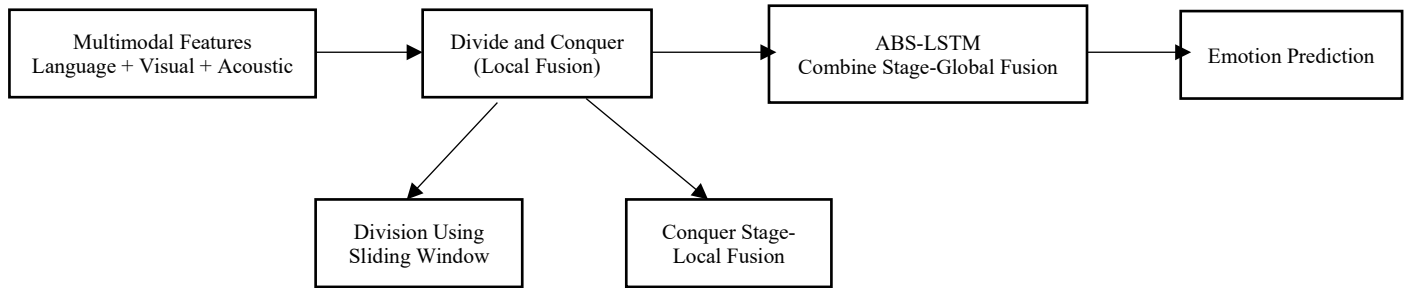 Multimodal Features
Language + Visual + Acoustic
Divide and Conquer
(Local Fusion)
ABS-LSTM
Combine Stage-Global Fusion
Emotion Prediction
Division Using
Sliding Window
Conquer Stage-
Local Fusion